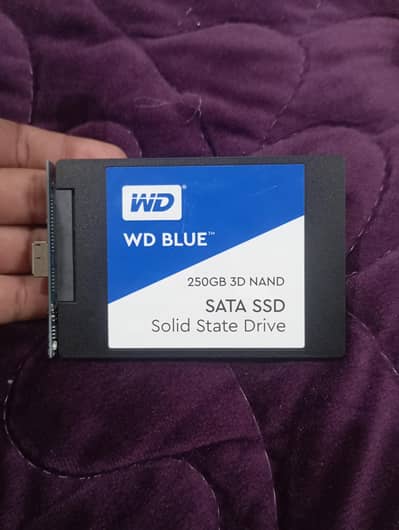 WD
WD BLUE™
250GB 3D NAND
SATA SSD
Solid State Drive